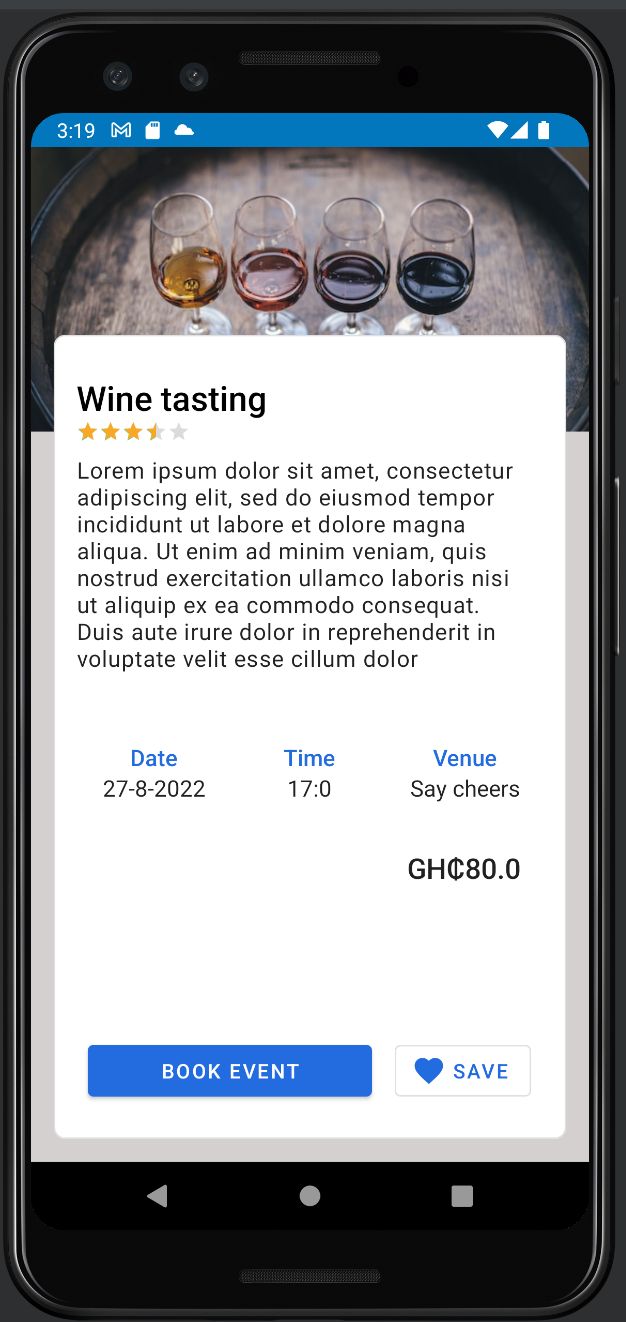 3:19
Wine tasting
Lorem ipsum dolor sit amet, consectetur
adipiscing elit, sed do eiusmod tempor
incididunt ut labore et dolore magna
aliqua. Ut enim ad minim veniam, quis
nostrud exercitation ullamco laboris nisi
ut aliquip ex ea commodo consequat.
Duis aute irure dolor in reprehenderit in
voluptate velit esse cillum dolor
Date Time Venue
27-8-2022 17:0 Say cheers
GH₵80.0
BOOK EVENT SAVE